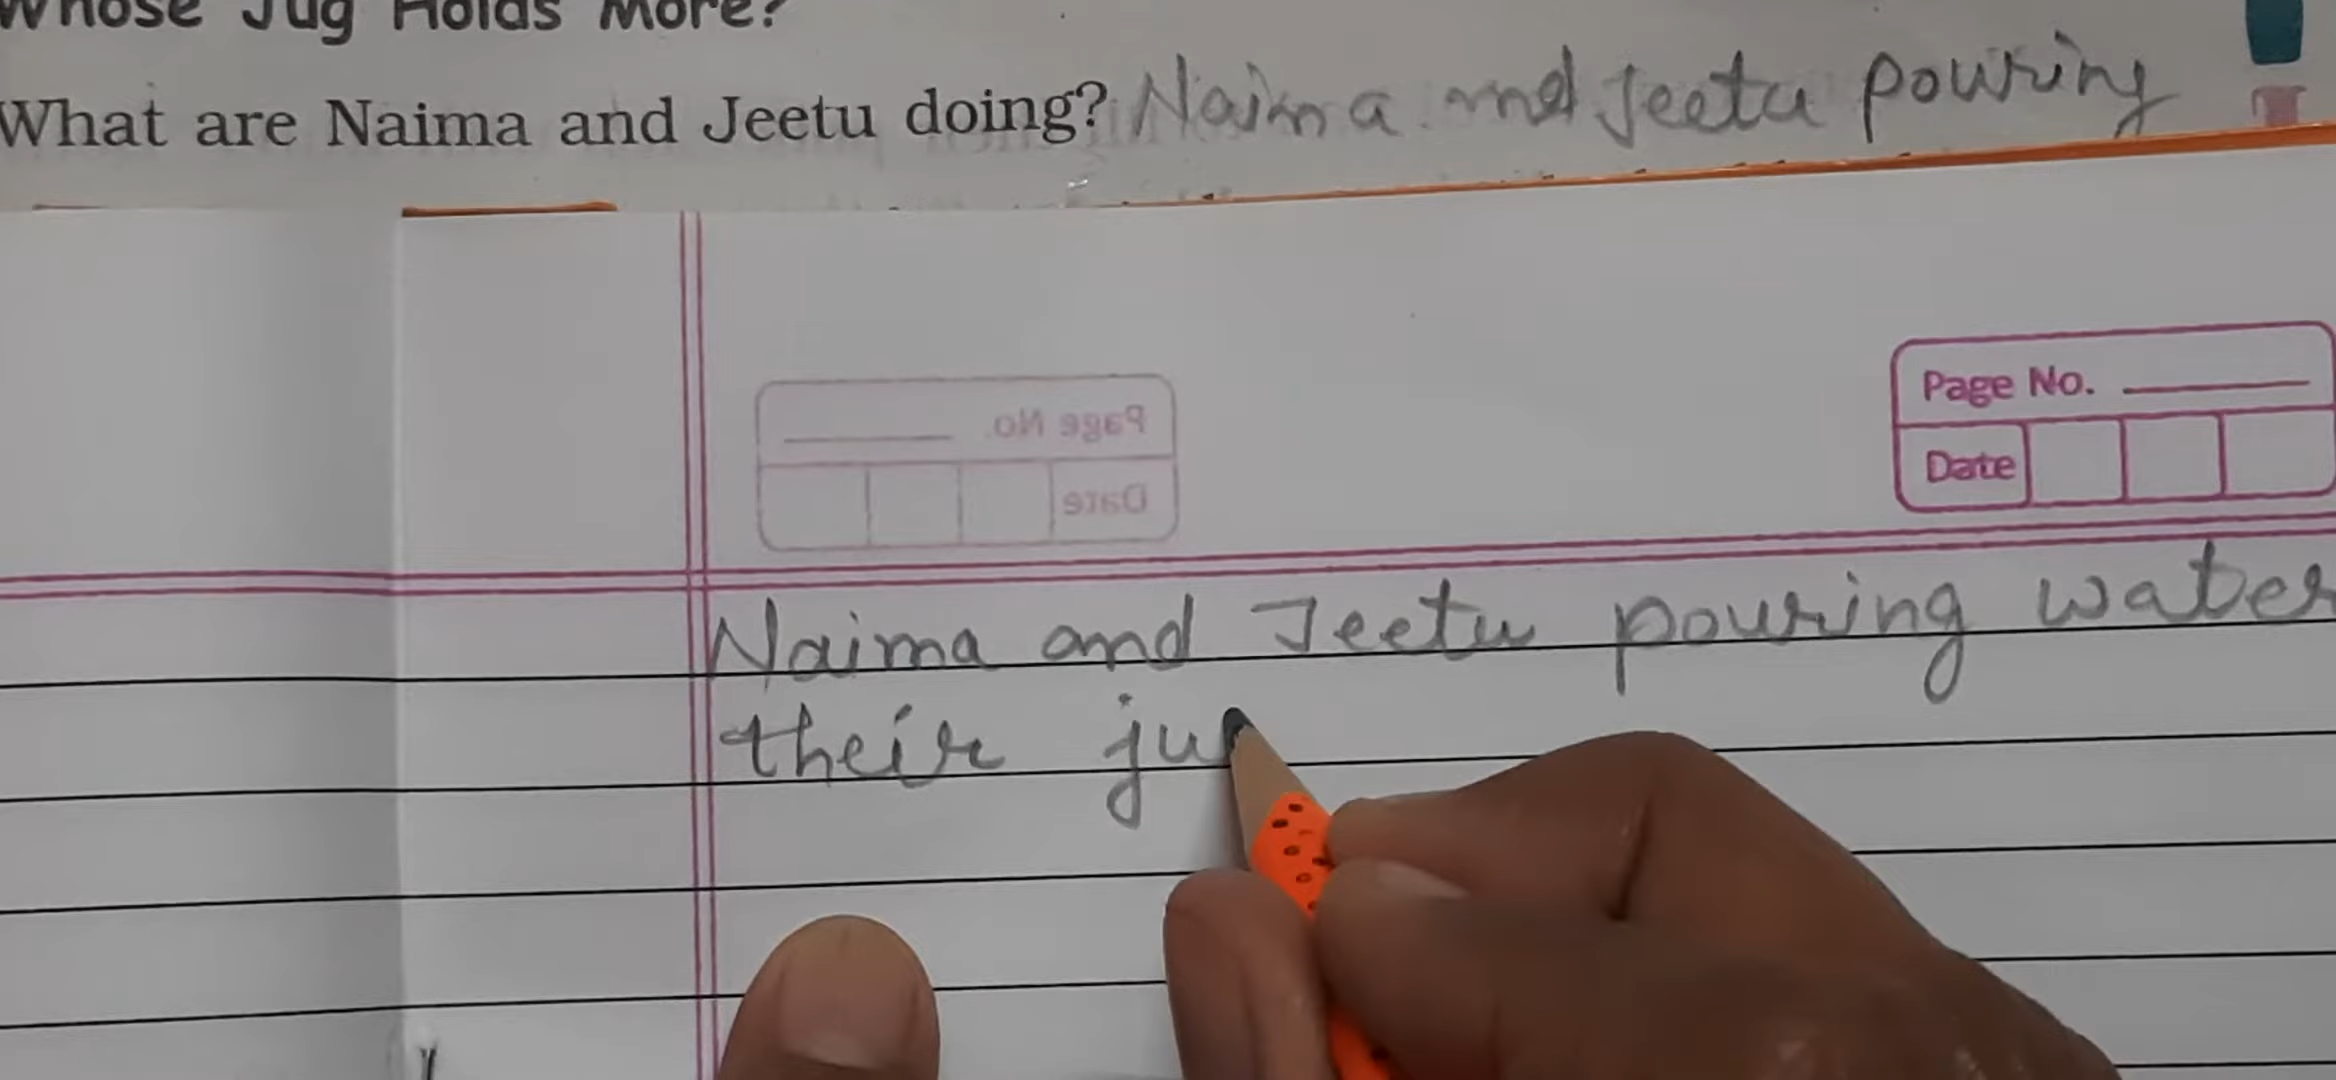 Whose Jug Holds More?
What are Naima and Jeetu doing? Naima and Jeetu pouring
Page No.
Date
Page No.
Date
Naima and Jeetu pouring water
their ju